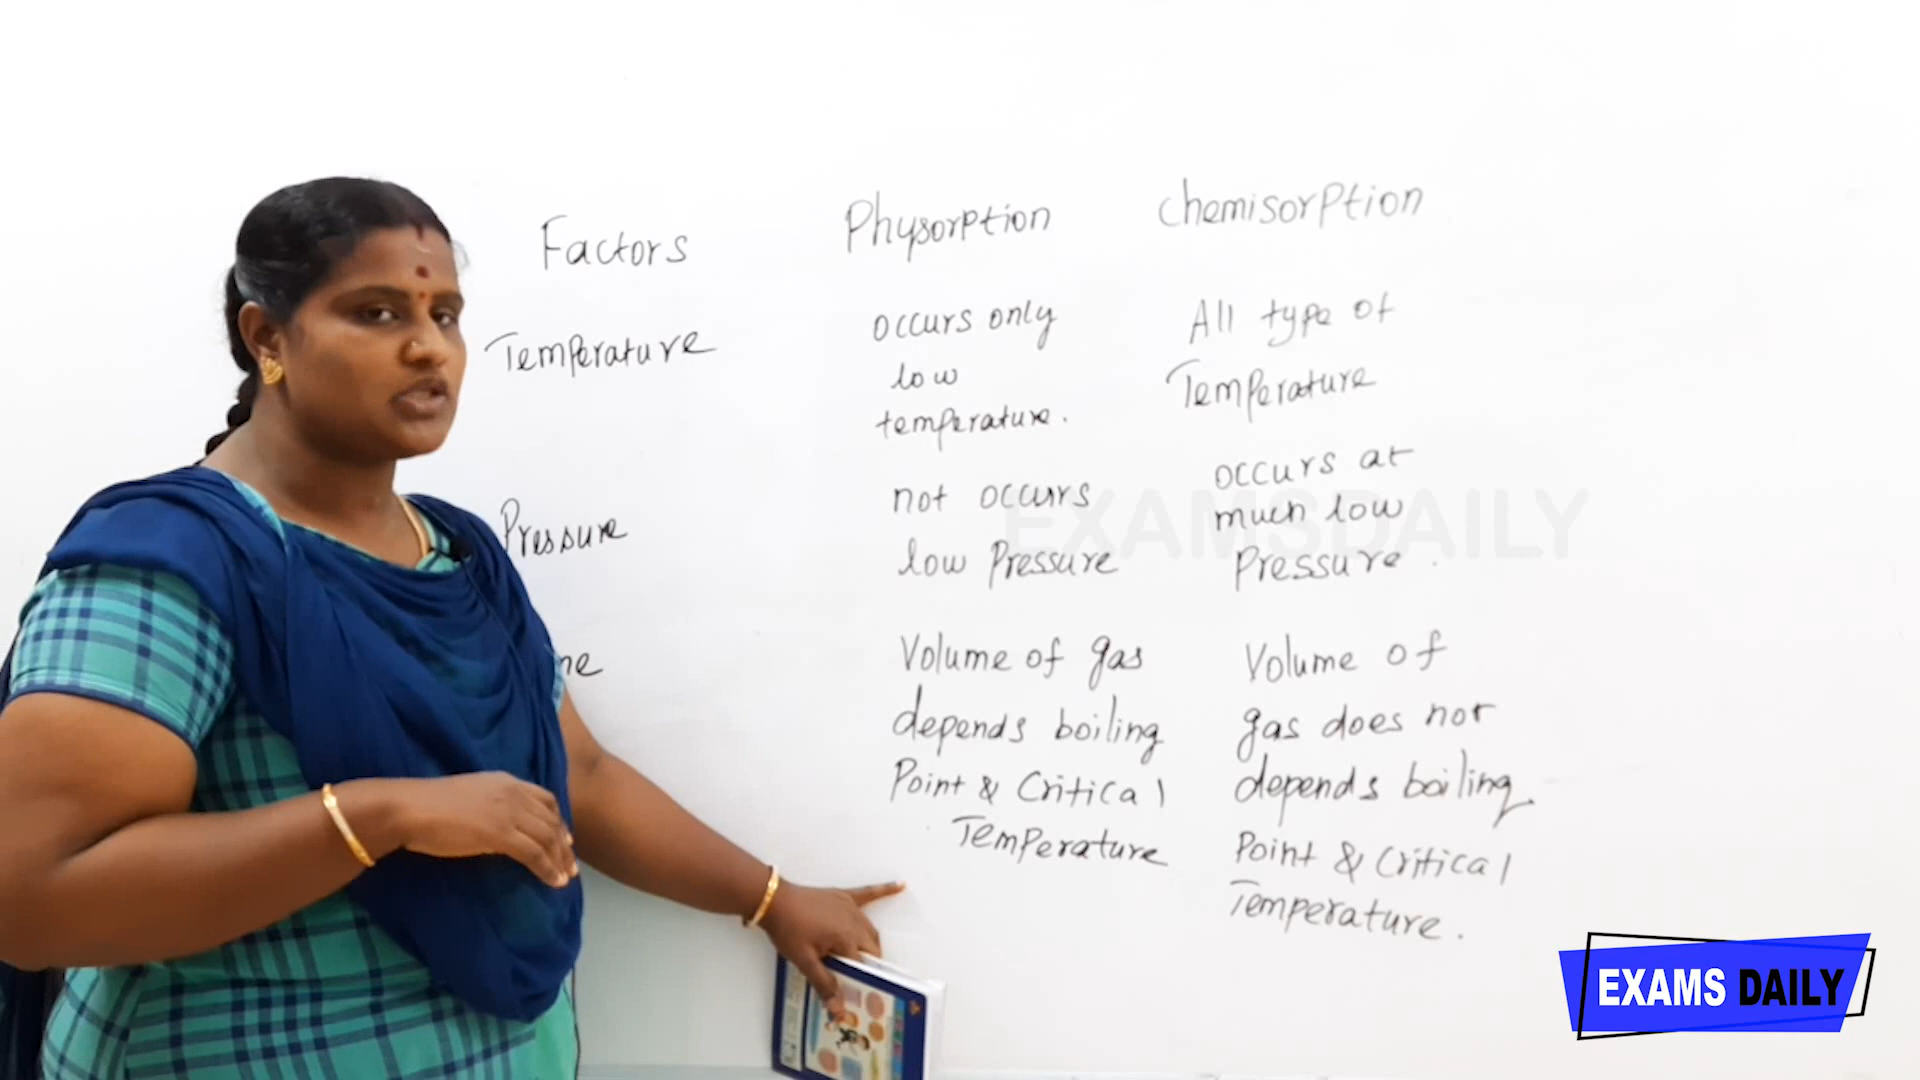 Factors Physorption Chemisorption
Temperature
occurs only
low
temperature.
All type of
Temperature
Pressure
not occurs
low Pressure
occurs at
much low
Pressure.
Volume of gas
depends boiling
Point & Critical
Temperature
Volume of
gas does not
depends boiling
Point & Critical
Temperature.
EXAMSDAILY
EXAMS DAILY